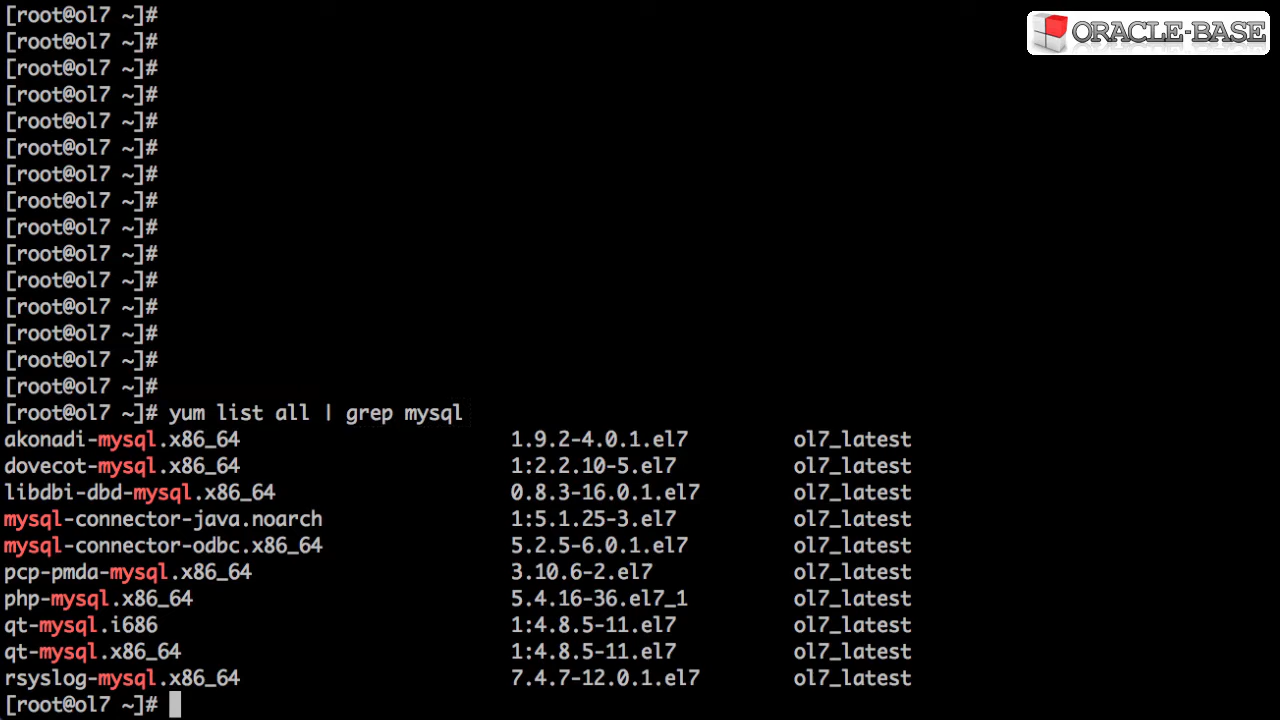 [root@ol7 ~]#
ORACLE-BASE
[root@ol7 ~]#
[root@ol7 ~]#
[root@ol7 ~]#
[root@ol7 ~]#
[root@ol7 ~]#
[root@ol7 ~]#
[root@ol7 ~]#
[root@ol7 ~]#
[root@ol7 ~]#
[root@ol7 ~]#
[root@ol7 ~]#
[root@ol7 ~]#
[root@ol7 ~]#
[root@ol7 ~]#
[root@ol7 ~]# yum list all | grep mysql
akonadi-mysql.x86_64 1.9.2-4.0.1.el7 ol7_latest
dovecot-mysql.x86_64 1:2.2.10-5.el7 ol7_latest
libdbi-dbd-mysql.x86_64 0.8.3-16.0.1.el7 ol7_latest
mysql-connector-java.noarch 1:5.1.25-3.el7 ol7_latest
mysql-connector-odbc.x86_64 5.2.5-6.0.1.el7 ol7_latest
pcp-pmda-mysql.x86_64 3.10.6-2.el7 ol7_latest
php-mysql.x86_64 5.4.16-36.el7_1 ol7_latest
qt-mysql.i686 1:4.8.5-11.el7 ol7_latest
qt-mysql.x86_64 1:4.8.5-11.el7 ol7_latest
rsyslog-mysql.x86_64 7.4.7-12.0.1.el7 ol7_latest
[root@ol7 ~]#